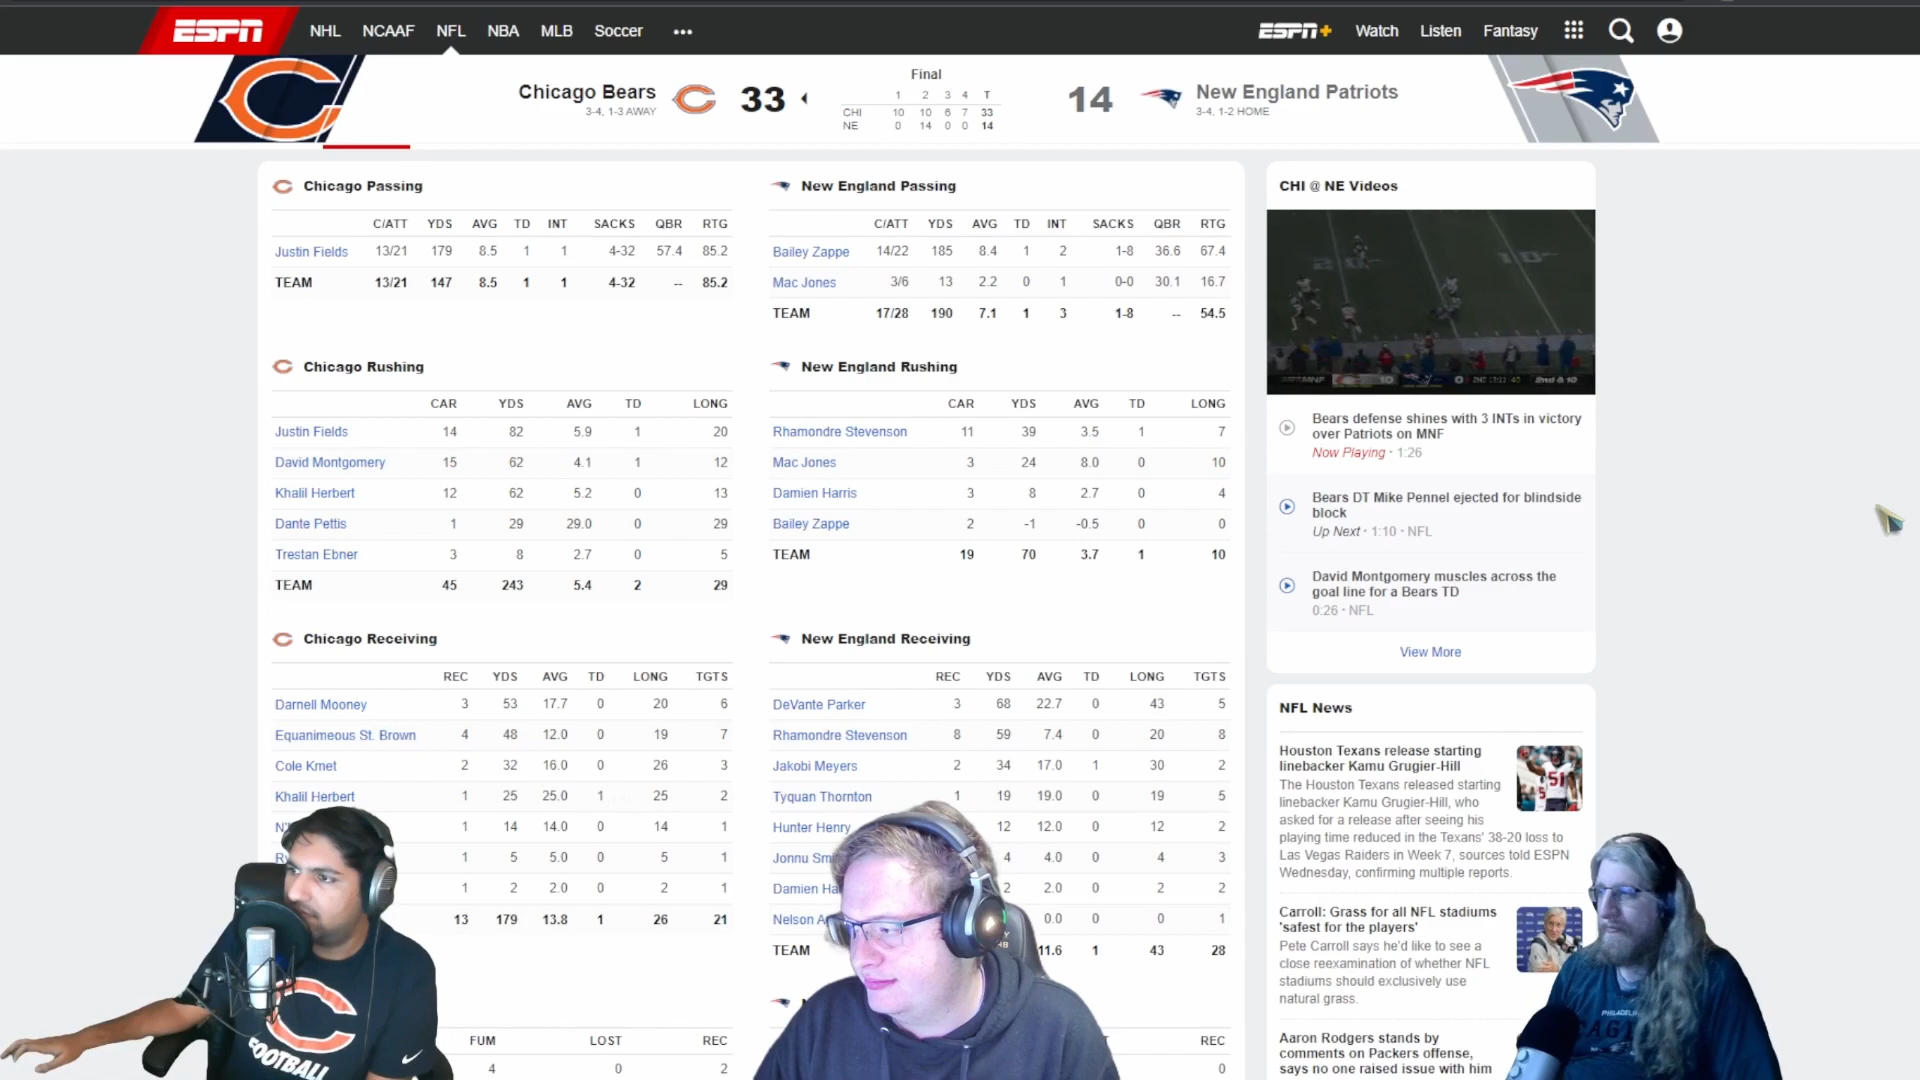 ESPN NHL NCAAF NFL NBA MLB Soccer ••• ESPN+ Watch Listen Fantasy
Chicago Bears
3-4, 1-3 AWAY
33
Final
1 2 3 4 T
CHI 10 10 6 7 33
NE 0 14 0 0 14
14
New England Patriots
3-4, 1-2 HOME
Chicago Passing
C/ATT YDS AVG TD INT SACKS QBR RTG
Justin Fields 13/21 179 8.5 1 1 4-32 57.4 85.2
TEAM 13/21 147 8.5 1 1 4-32 -- 85.2
New England Passing
C/ATT YDS AVG TD INT SACKS QBR RTG
Bailey Zappe 14/22 185 8.4 1 2 1-8 36.6 67.4
Mac Jones 3/6 13 2.2 0 1 0-0 30.1 16.7
TEAM 17/28 190 7.1 1 3 1-8 -- 54.5
Chicago Rushing
CAR YDS AVG TD LONG
Justin Fields 14 82 5.9 1 20
David Montgomery 15 62 4.1 1 12
Khalil Herbert 12 62 5.2 0 13
Dante Pettis 1 29 29.0 0 29
Trestan Ebner 3 8 2.7 0 5
TEAM 45 243 5.4 2 29
New England Rushing
CAR YDS AVG TD LONG
Rhamondre Stevenson 11 39 3.5 1 7
Mac Jones 3 24 8.0 0 10
Damien Harris 3 8 2.7 0 4
Bailey Zappe 2 -1 -0.5 0 0
TEAM 19 70 3.7 1 10
Chicago Receiving
REC YDS AVG TD LONG TGTS
Darnell Mooney 3 53 17.7 0 20 6
Equanimeous St. Brown 4 48 12.0 0 19 7
Cole Kmet 2 32 16.0 0 26 3
Khalil Herbert 1 25 25.0 1 25 2
1 14 14.0 0 14 1
1 5 5.0 0 5 1
1 2 2.0 0 2 1
13 179 13.8 1 26 21
New England Receiving
REC YDS AVG TD LONG TGTS
DeVante Parker 3 68 22.7 0 43 5
Rhamondre Stevenson 8 59 7.4 0 20 8
Jakobi Meyers 2 34 17.0 1 30 2
Tyquan Thornton 1 19 19.0 0 19 5
Hunter Henry 12 12.0 0 12 2
Jonnu 4 4.0 0 4 3
Damien 2 2.0 0 2 2
Nelson 0.0 0 0 1
TEAM 11.6 1 43 28
FUM LOST REC
4 0 2
REC
0
CHI @ NE Videos
Bears defense shines with 3 INTs in victory
over Patriots on MNF
Now Playing • 1:26
Bears DT Mike Pennel ejected for blindside
block
Up Next • 1:10 • NFL
David Montgomery muscles across the
goal line for a Bears TD
0:26 • NFL
View More
NFL News
Houston Texans release starting
linebacker Kamu Grugier-Hill
The Houston Texans released starting
linebacker Kamu Grugier-Hill, who
asked for a release after seeing his
playing time reduced in the Texans' 38-20 loss to
Las Vegas Raiders in Week 7, sources told ESPN
Wednesday, confirming multiple reports.
Carroll: Grass for all NFL stadiums
'safest for the players'
Pete Carroll says he'd like to see a
close reexamination of whether NFL
stadiums should exclusively use
natural grass.
Aaron Rodgers stands by
comments on Packers offense,
says no one raised issue with him
FOOTBALL